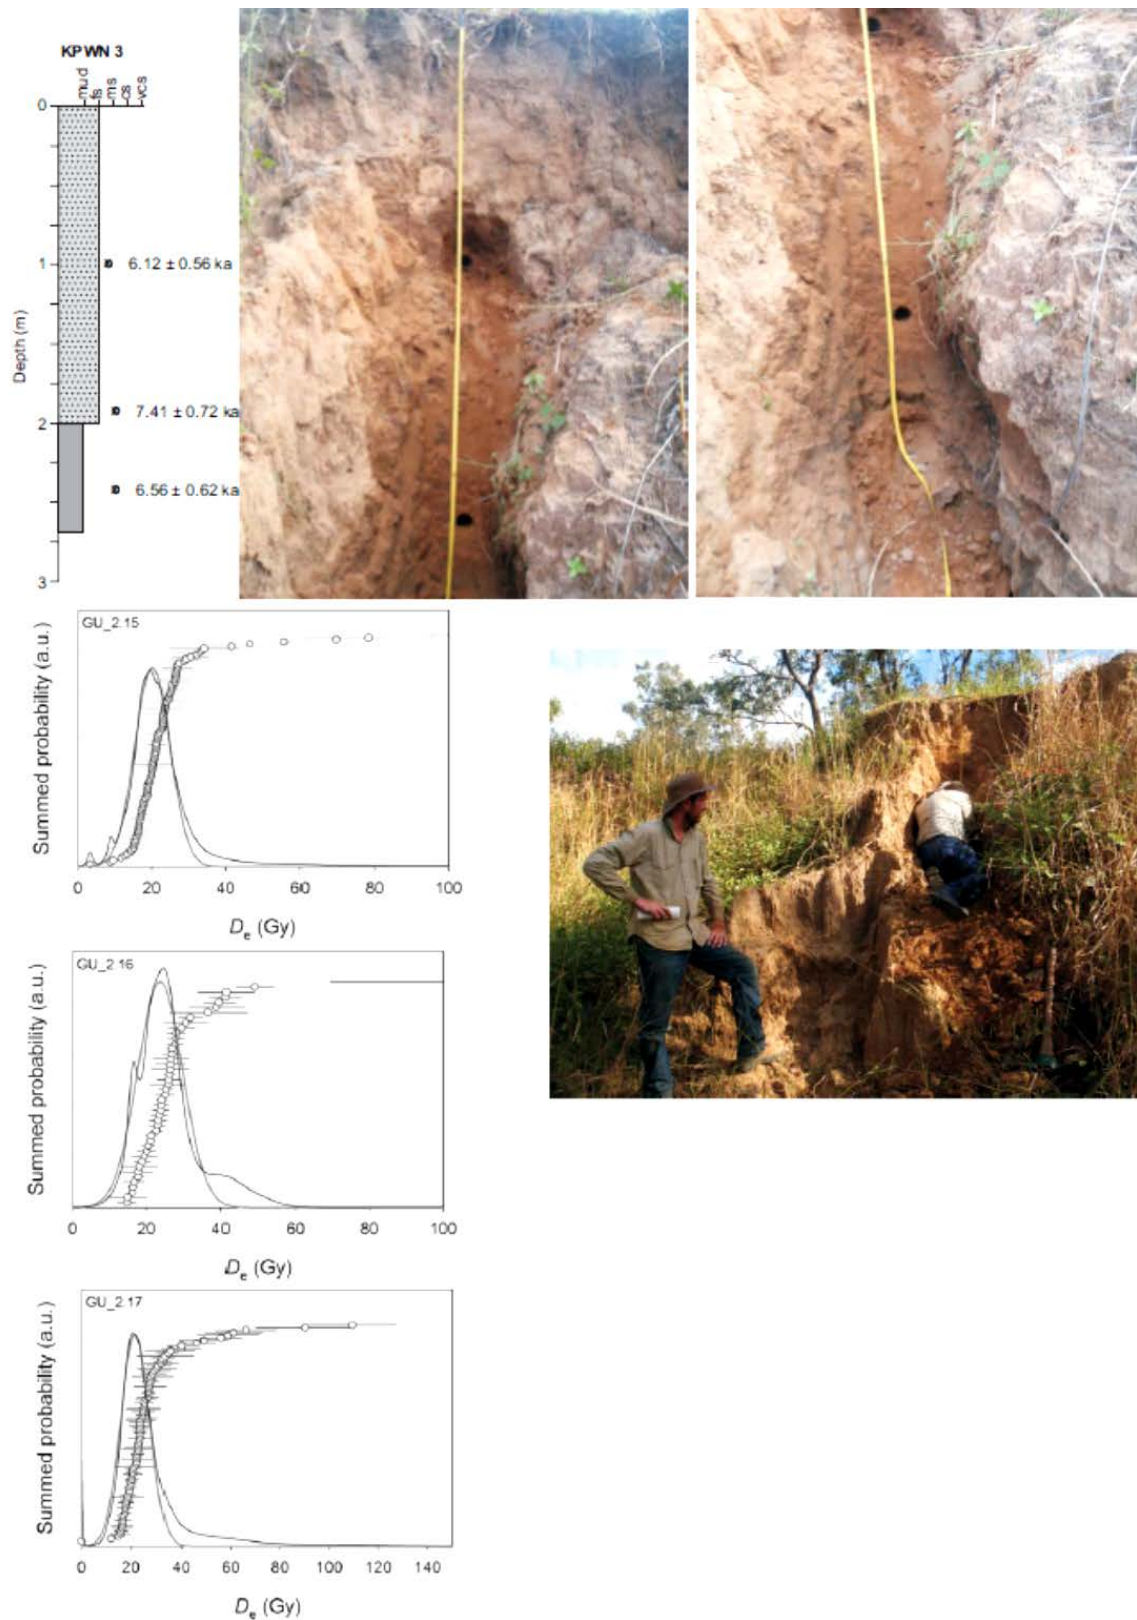 KPWN 3
mud
fs
ms
cs
vcs
0
1
2
3
Depth (m)
6.12 ± 0.56 ka
7.41 ± 0.72 ka
6.56 ± 0.62 ka
GU_2.15
Summed probability (a.u.)
0 20 40 60 80 100
De (Gy)
GU_2.16
Summed probability (a.u.)
0 20 40 60 80 100
De (Gy)
GU_2.17
Summed probability (a.u.)
0 20 40 60 80 100 120 140
De (Gy)